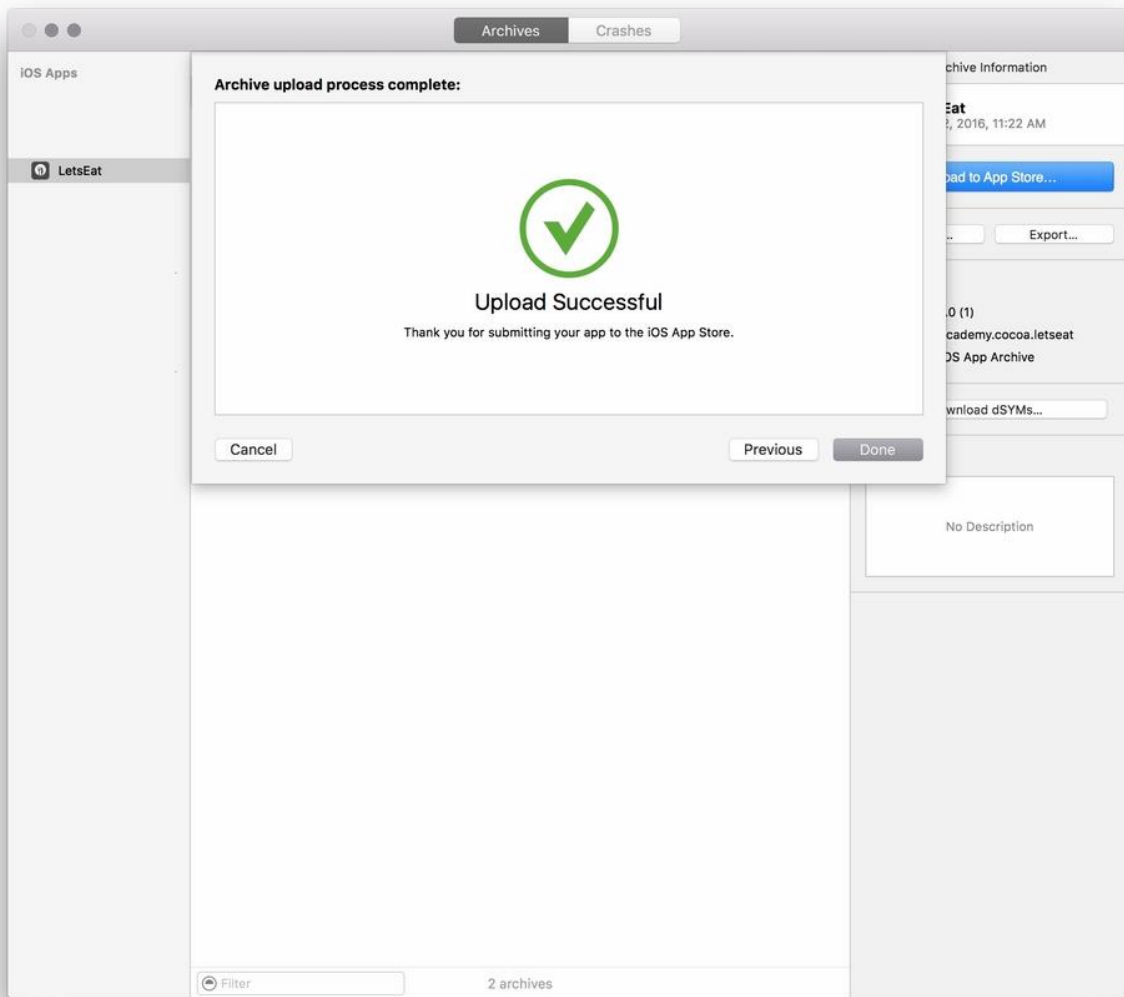 Archives
Crashes
iOS Apps
LetsEat
Archive upload process complete:
Upload Successful
Thank you for submitting your app to the iOS App Store.
Cancel
Previous
Done
chive Information
Eat
2, 2016, 11:22 AM
oad to App Store...
..
Export...
.0 (1)
cademy.cocoa.letseat
OS App Archive
wnload dSYMs...
No Description
Filter
2 archives